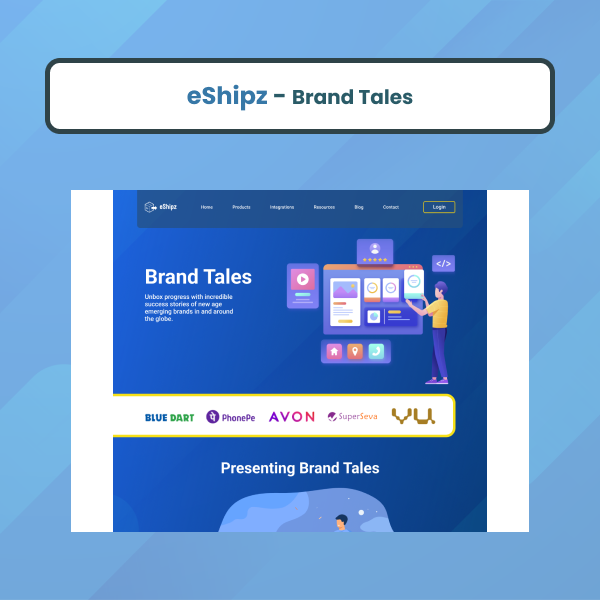 eShipz - Brand Tales
eShipz Home Products Integrations Resources Blog Contact Login
Brand Tales
Unbox progress with incredible
success stories of new age
emerging brands in and around
the globe.
</>
BLUE DART पे PhonePe AVON SuperSeva VU
Presenting Brand Tales